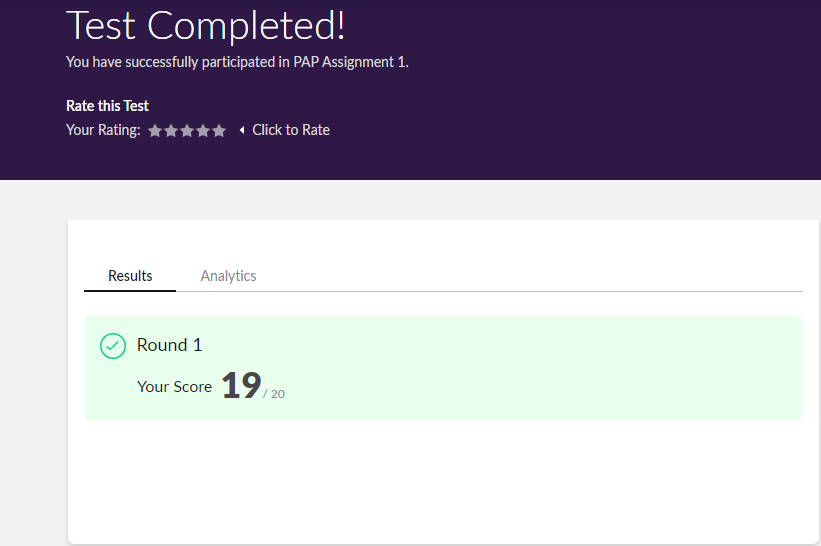 Test Completed!
You have successfully participated in PAP Assignment 1.
Rate this Test
Your Rating: Click to Rate
Results Analytics
Round 1
Your Score 19 / 20